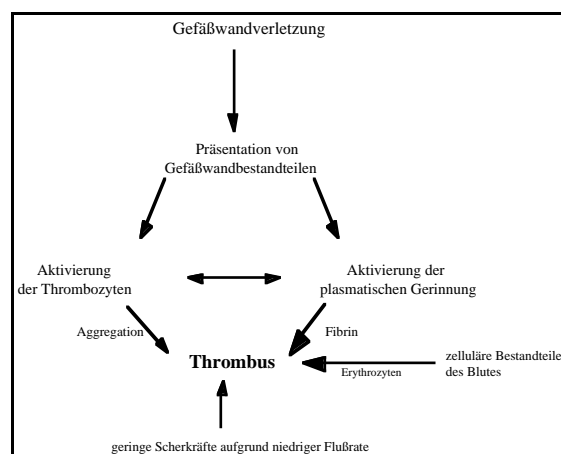 Gefäßwandverletzung
Präsentation von
Gefäßwandbestandteilen
Aktivierung
der Thrombozyten
Aktivierung der
plasmatischen Gerinnung
Aggregation
Fibrin
Thrombus
Erythrozyten
zelluläre Bestandteile
des Blutes
geringe Scherkräfte aufgrund niedriger Flußrate